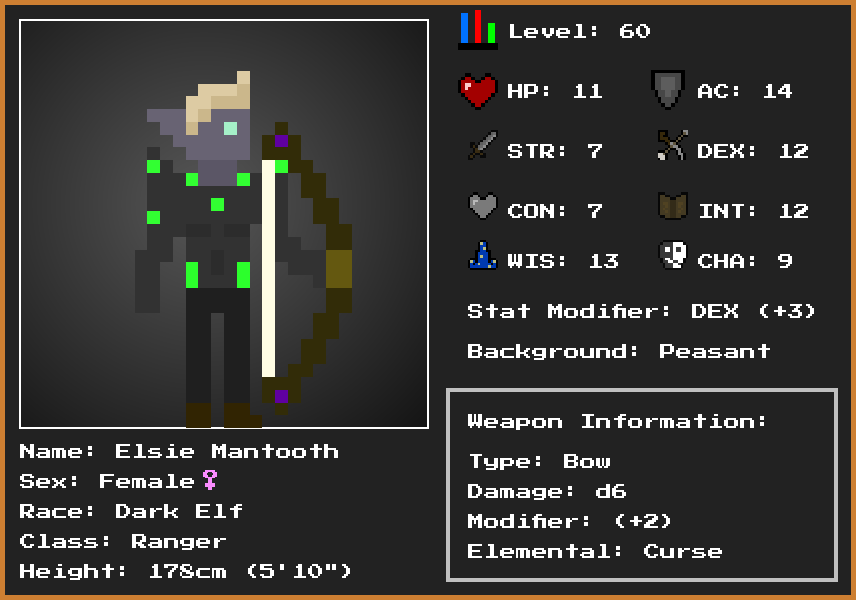 Level: 60
HP: 11
AC: 14
STR: 7
DEX: 12
CON: 7
INT: 12
WIS: 13
CHA: 9
Stat Modifier: DEX (+3)
Background: Peasant
Weapon Information:
Type: Bow
Damage: d6
Modifier: (+2)
Elemental: Curse
Name: Elsie Mantooth
Sex: Female♀
Race: Dark Elf
Class: Ranger
Height: 178cm (5'10")